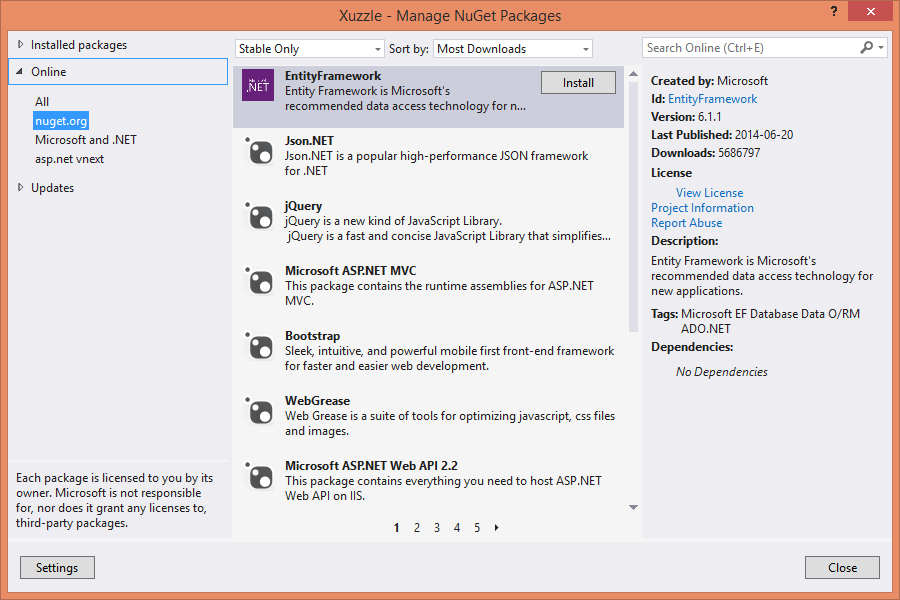 Xuzzle - Manage NuGet Packages
?
Installed packages
Online
All
nuget.org
Microsoft and .NET
asp.net vnext
Updates
Each package is licensed to you by its
owner. Microsoft is not responsible
for, nor does it grant any licenses to,
third-party packages.
Stable Only
Sort by:
Most Downloads
.NET
EntityFramework
Entity Framework is Microsoft's
recommended data access technology for n...
Install
Json.NET
Json.NET is a popular high-performance JSON framework
for .NET
jQuery
jQuery is a new kind of JavaScript Library.
jQuery is a fast and concise JavaScript Library that simplifies...
Microsoft ASP.NET MVC
This package contains the runtime assemblies for ASP.NET
MVC.
Bootstrap
Sleek, intuitive, and powerful mobile first front-end framework
for faster and easier web development.
WebGrease
Web Grease is a suite of tools for optimizing javascript, css files
and images.
Microsoft ASP.NET Web API 2.2
This package contains everything you need to host ASP.NET
Web API on IIS.
1 2 3 4 5
Search Online (Ctrl+E)
Created by: Microsoft
Id: EntityFramework
Version: 6.1.1
Last Published: 2014-06-20
Downloads: 5686797
License
View License
Project Information
Report Abuse
Description:
Entity Framework is Microsoft's
recommended data access technology for
new applications.
Tags: Microsoft EF Database Data O/RM
ADO.NET
Dependencies:
No Dependencies
Settings
Close